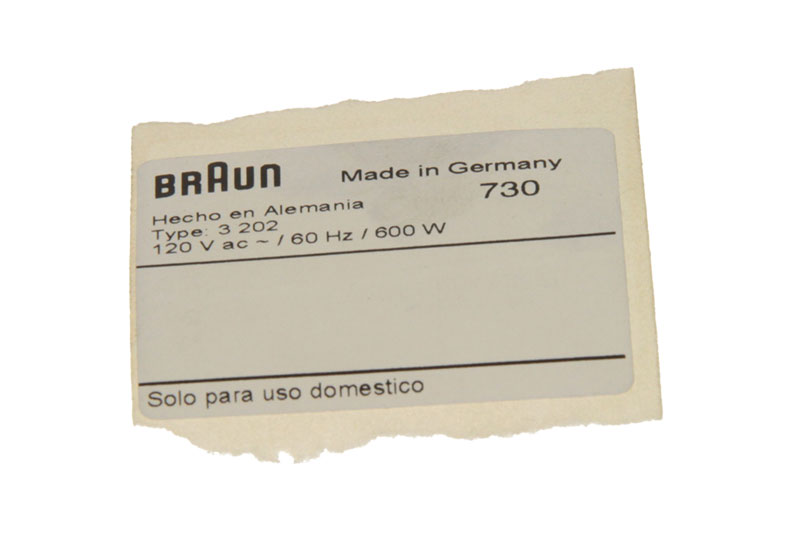 BRAUN Made in Germany
730
Hecho en Alemania
Type: 3 202
120 V ac ~ / 60 Hz / 600 W
Solo para uso domestico